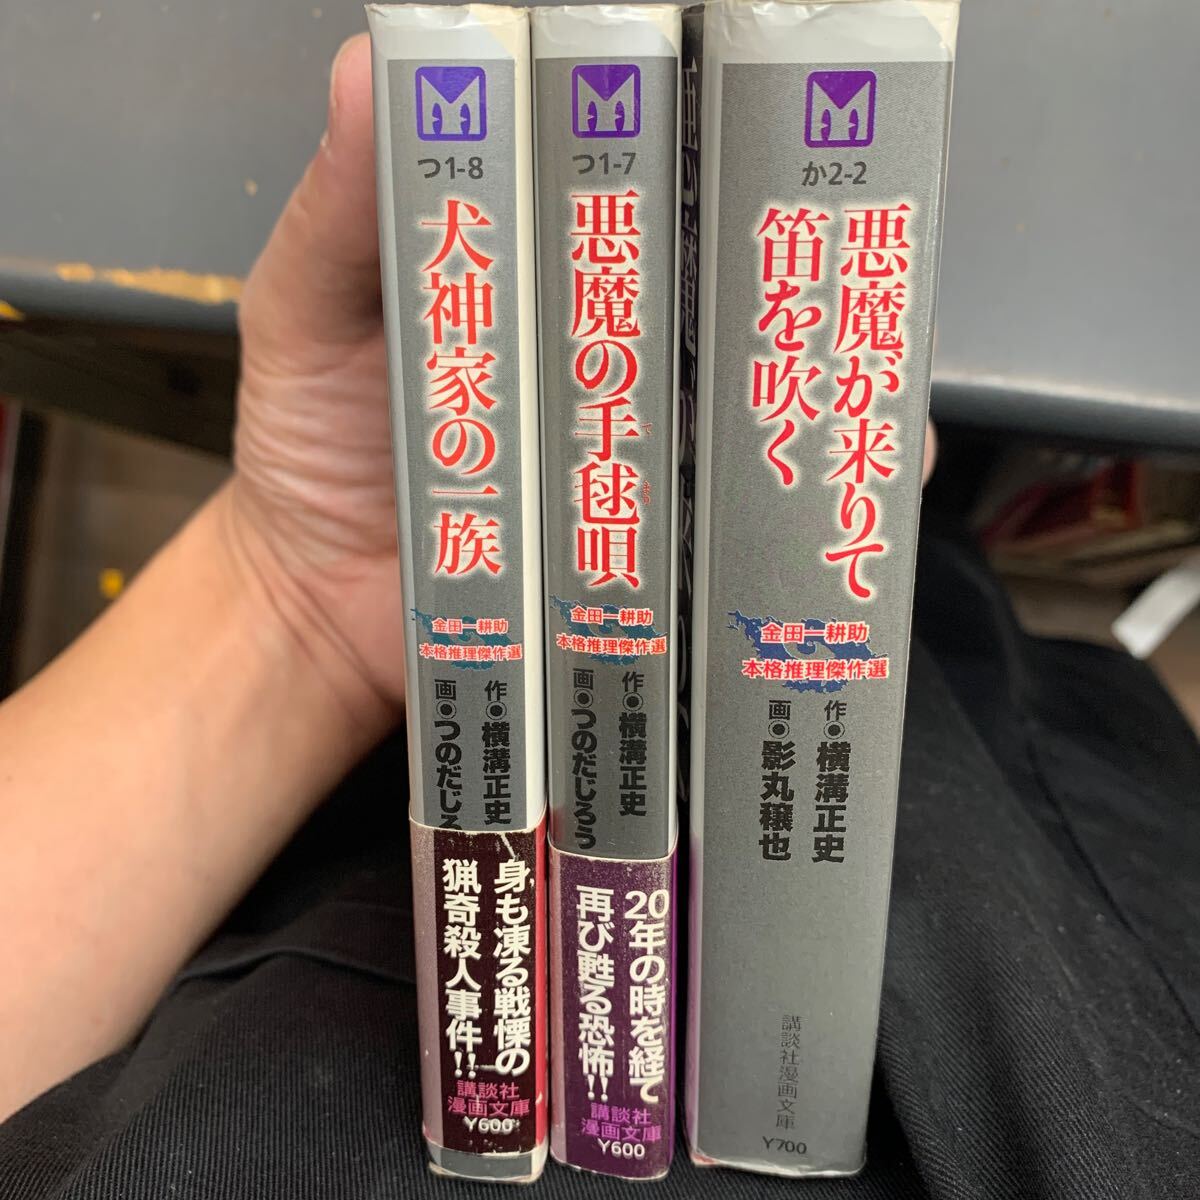 つ1-8
犬神家の一族
金田一耕助
本格推理傑作選
作●横溝正史
画●つのだじろ
身も凍る戦慄の
猟奇殺人事件!!
講談社
漫画文庫
¥600
つ1-7
悪魔の手毬唄
て
まり
金田一耕助
本格推理傑作選
作●横溝正史
画●つのだじろう
20年の時を経て
再び甦る恐怖!!
講談社
漫画文庫
¥600
か2-2
悪魔が来りて
笛を吹く
金田一耕助
本格推理傑作選
作●横溝正史
画●影丸穣也
講談社漫画文庫
¥700